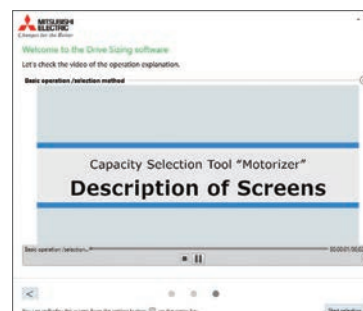 MITSUBISHI
ELECTRIC
Changes for the Better
Welcome to the Drive Sizing software
Let's check the video of the operation explanation.
Basic operation /selection method
Capacity Selection Tool "Motorizer"
Description of Screens
Basic operation /selection...
<